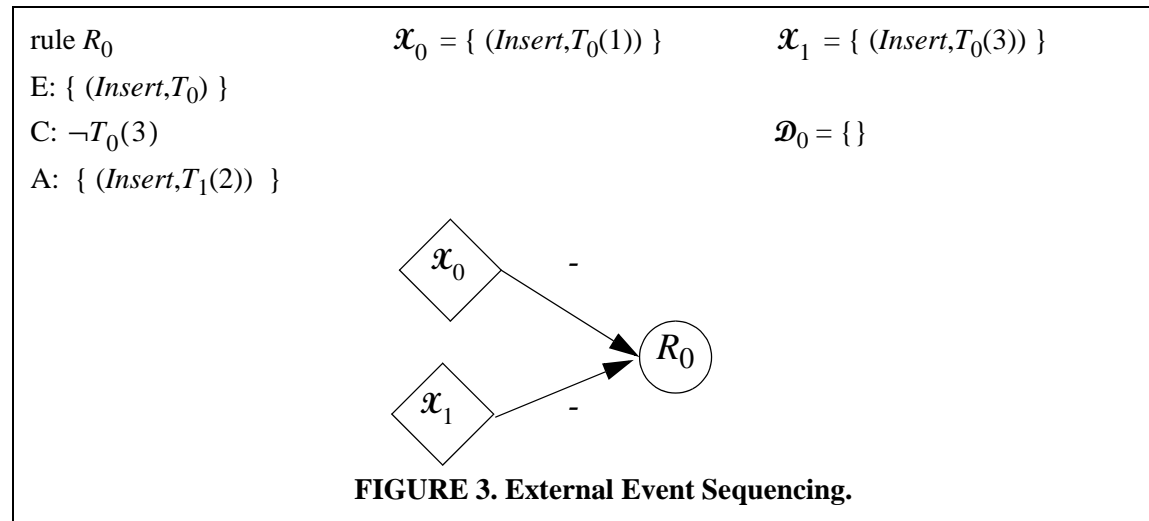 rule R₀ 𝒳₀ = { (Insert,T₀(1)) } 𝒳₁ = { (Insert,T₀(3)) }
E: { (Insert,T₀) }
C: ¬T₀(3) 𝒟₀ = {}
A: { (Insert,T₁(2)) }
𝒳₀ -
R₀
𝒳₁ -
FIGURE 3. External Event Sequencing.